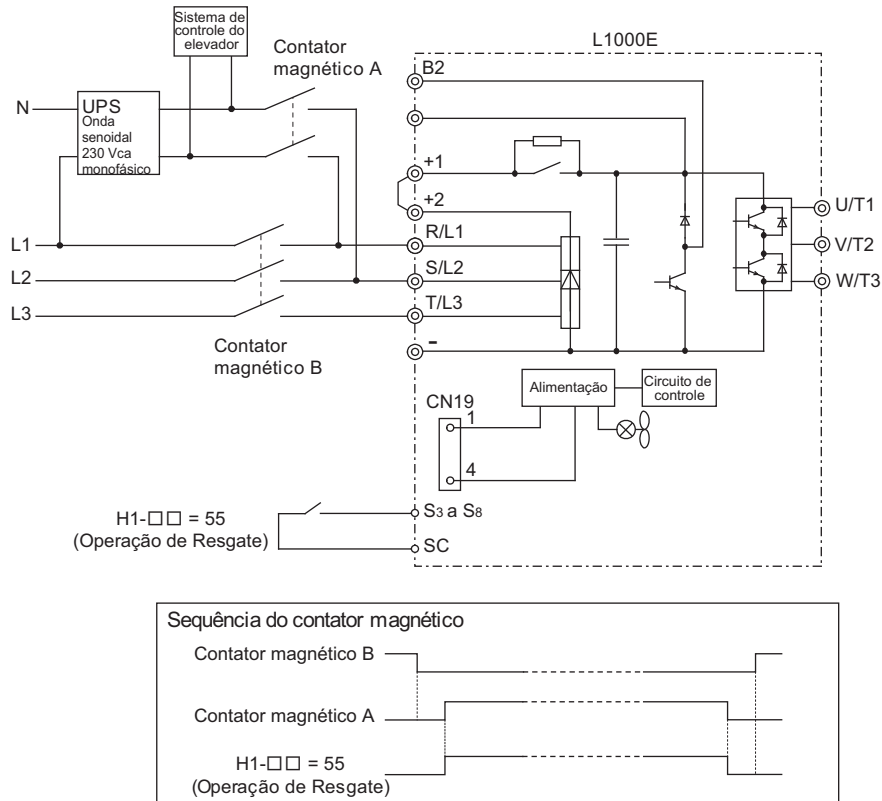 Sistema de
controle do
elevador
Contator
magnético A
L1000E
B2
N
UPS
Onda
senoidal
230 Vca
monofásico
+1
+2
U/T1
L1
R/L1
V/T2
L2
S/L2
W/T3
L3
T/L3
Contator
magnético B
-
Alimentação
Circuito de
controle
CN19
1
4
H1-□□ = 55
(Operação de Resgate)
S3 a S8
SC
Sequência do contator magnético
Contator magnético B
Contator magnético A
H1-□□ = 55
(Operação de Resgate)